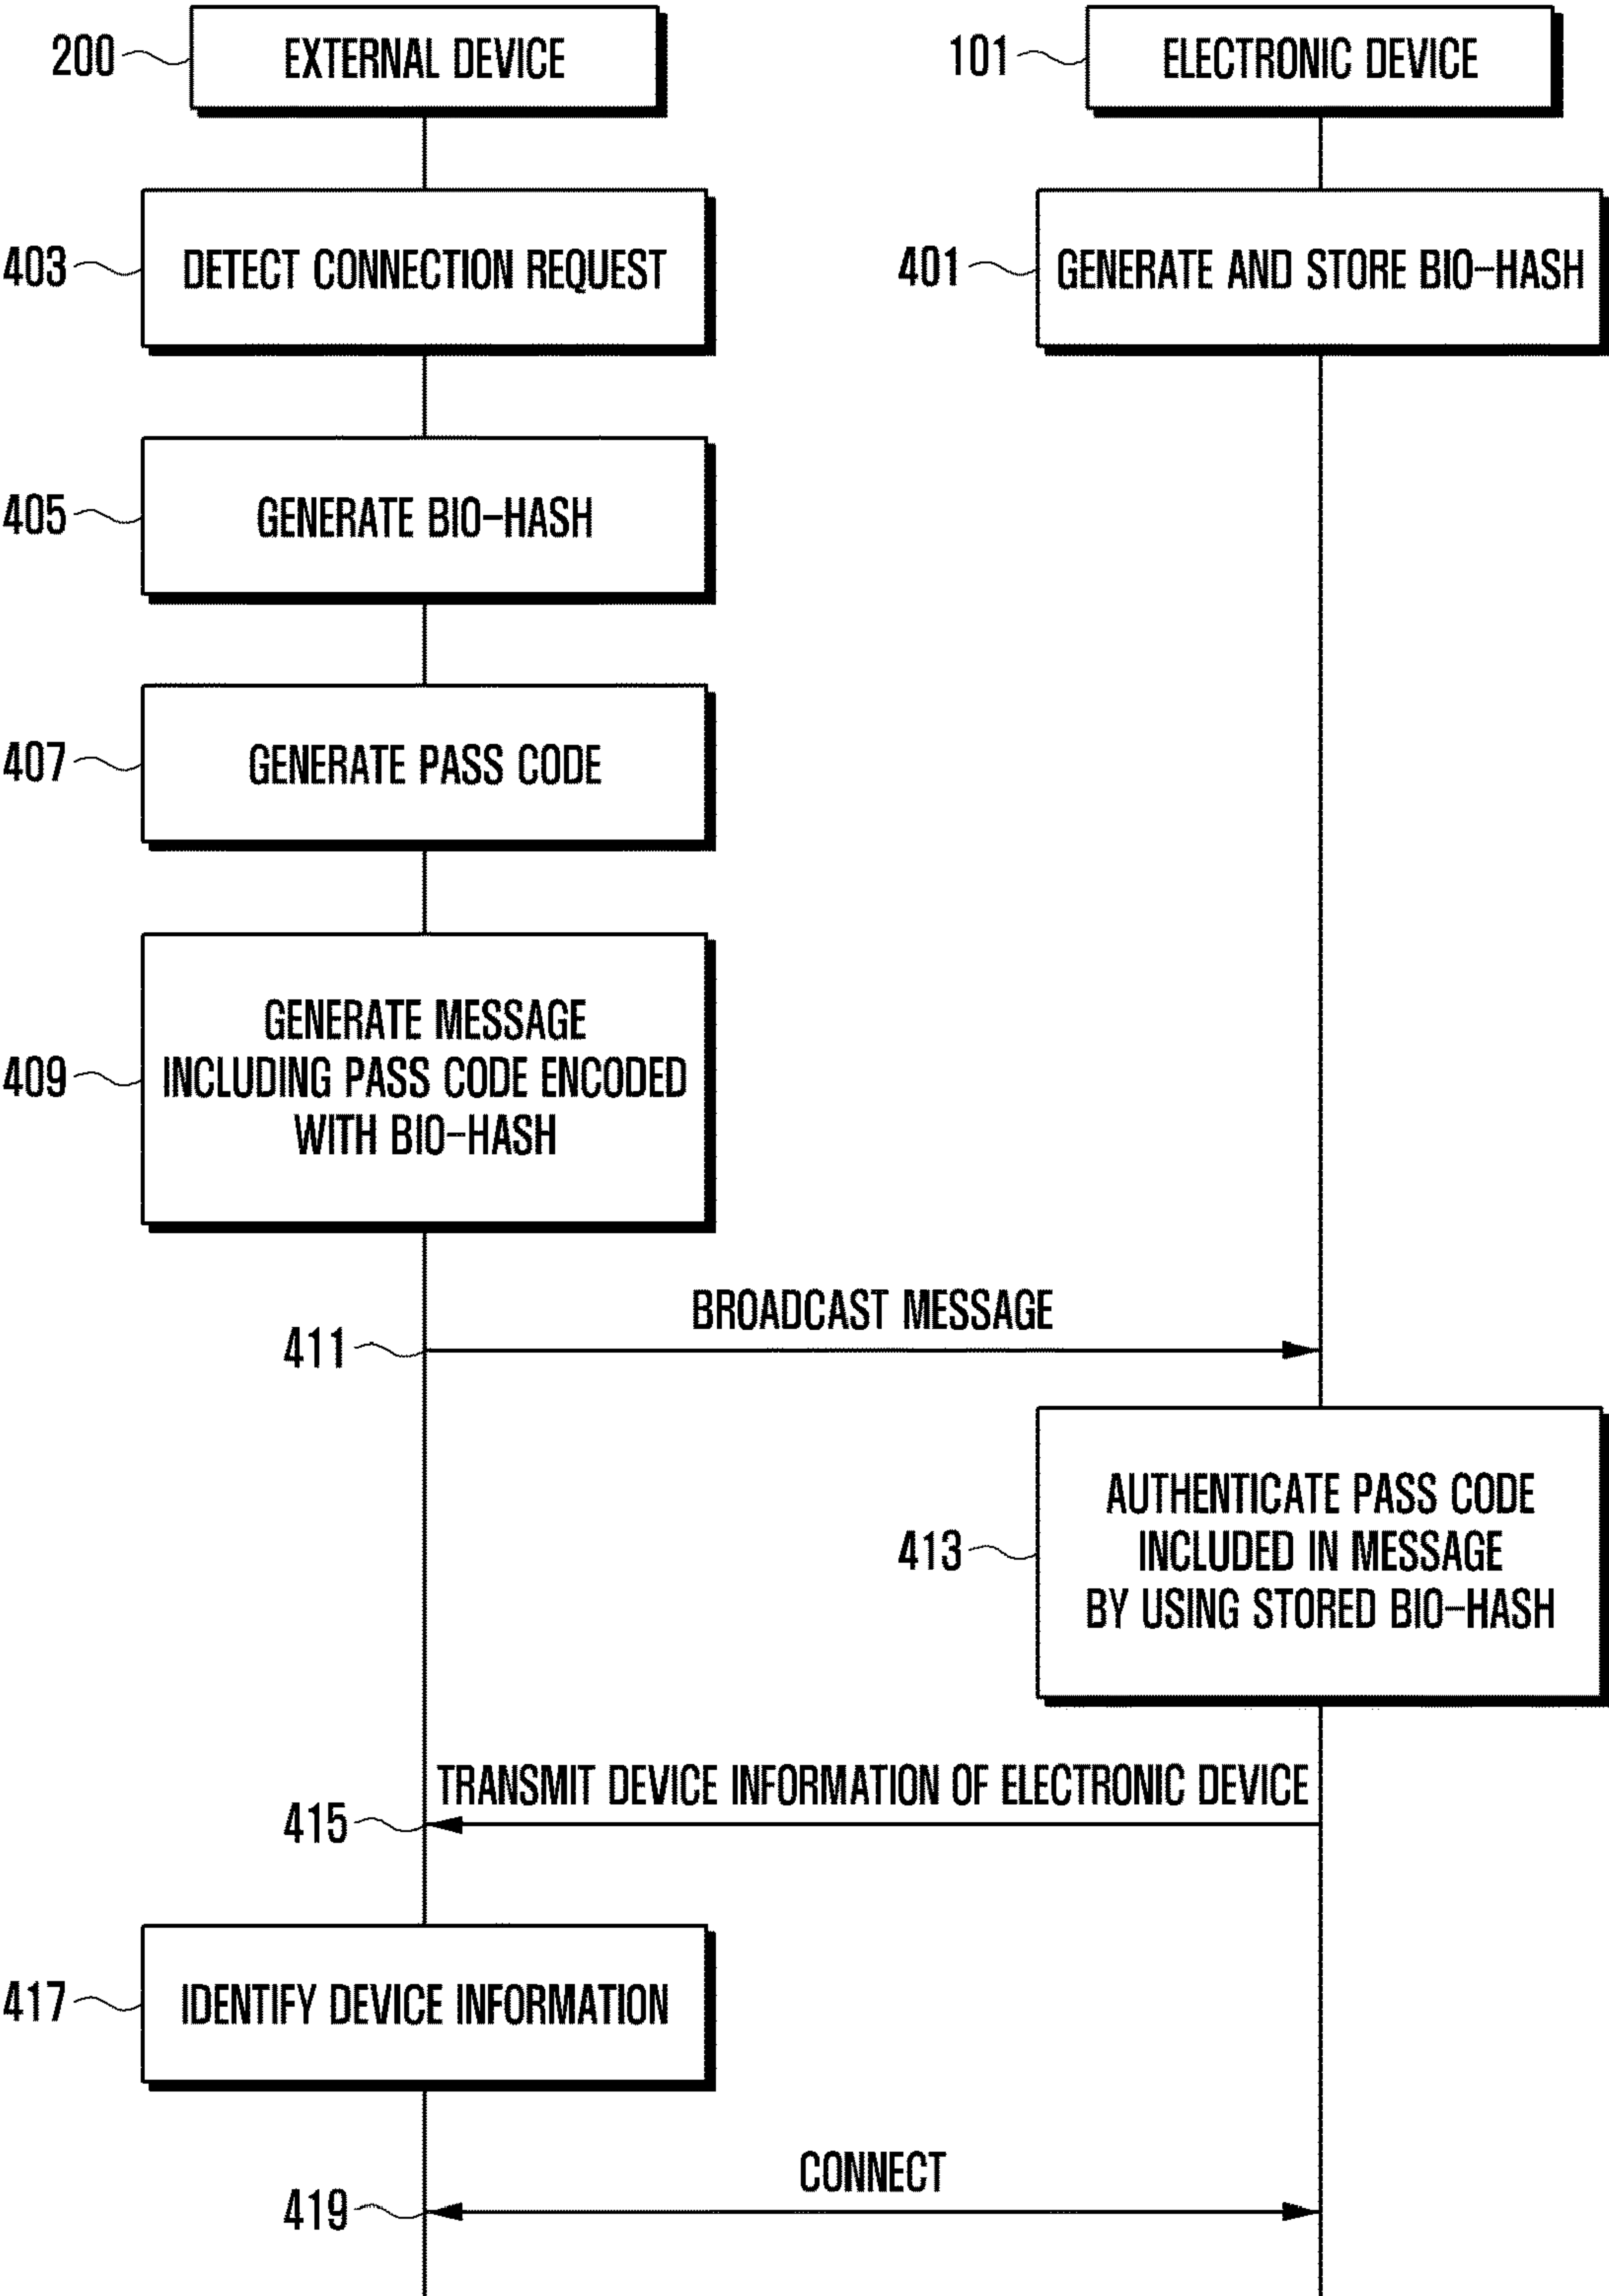 200
EXTERNAL DEVICE
101
ELECTRONIC DEVICE
403
DETECT CONNECTION REQUEST
401
GENERATE AND STORE BIO-HASH
405
GENERATE BIO-HASH
407
GENERATE PASS CODE
409
GENERATE MESSAGE
INCLUDING PASS CODE ENCODED
WITH BIO-HASH
BROADCAST MESSAGE
411
413
AUTHENTICATE PASS CODE
INCLUDED IN MESSAGE
BY USING STORED BIO-HASH
TRANSMIT DEVICE INFORMATION OF ELECTRONIC DEVICE
415
417
IDENTIFY DEVICE INFORMATION
CONNECT
419